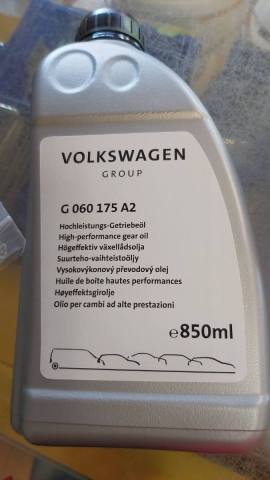 VOLKSWAGEN
GROUP
G 060 175 A2
Hochleistungs-Getriebeöl
High-performance gear oil
Högeffektiv växellådsolja
Suurteho-vaihteistoöljy
Vysokovýkonový převodový olej
Huile de boîte hautes performances
Høyeffektsgirolje
Olio per cambi ad alte prestazioni
e850ml